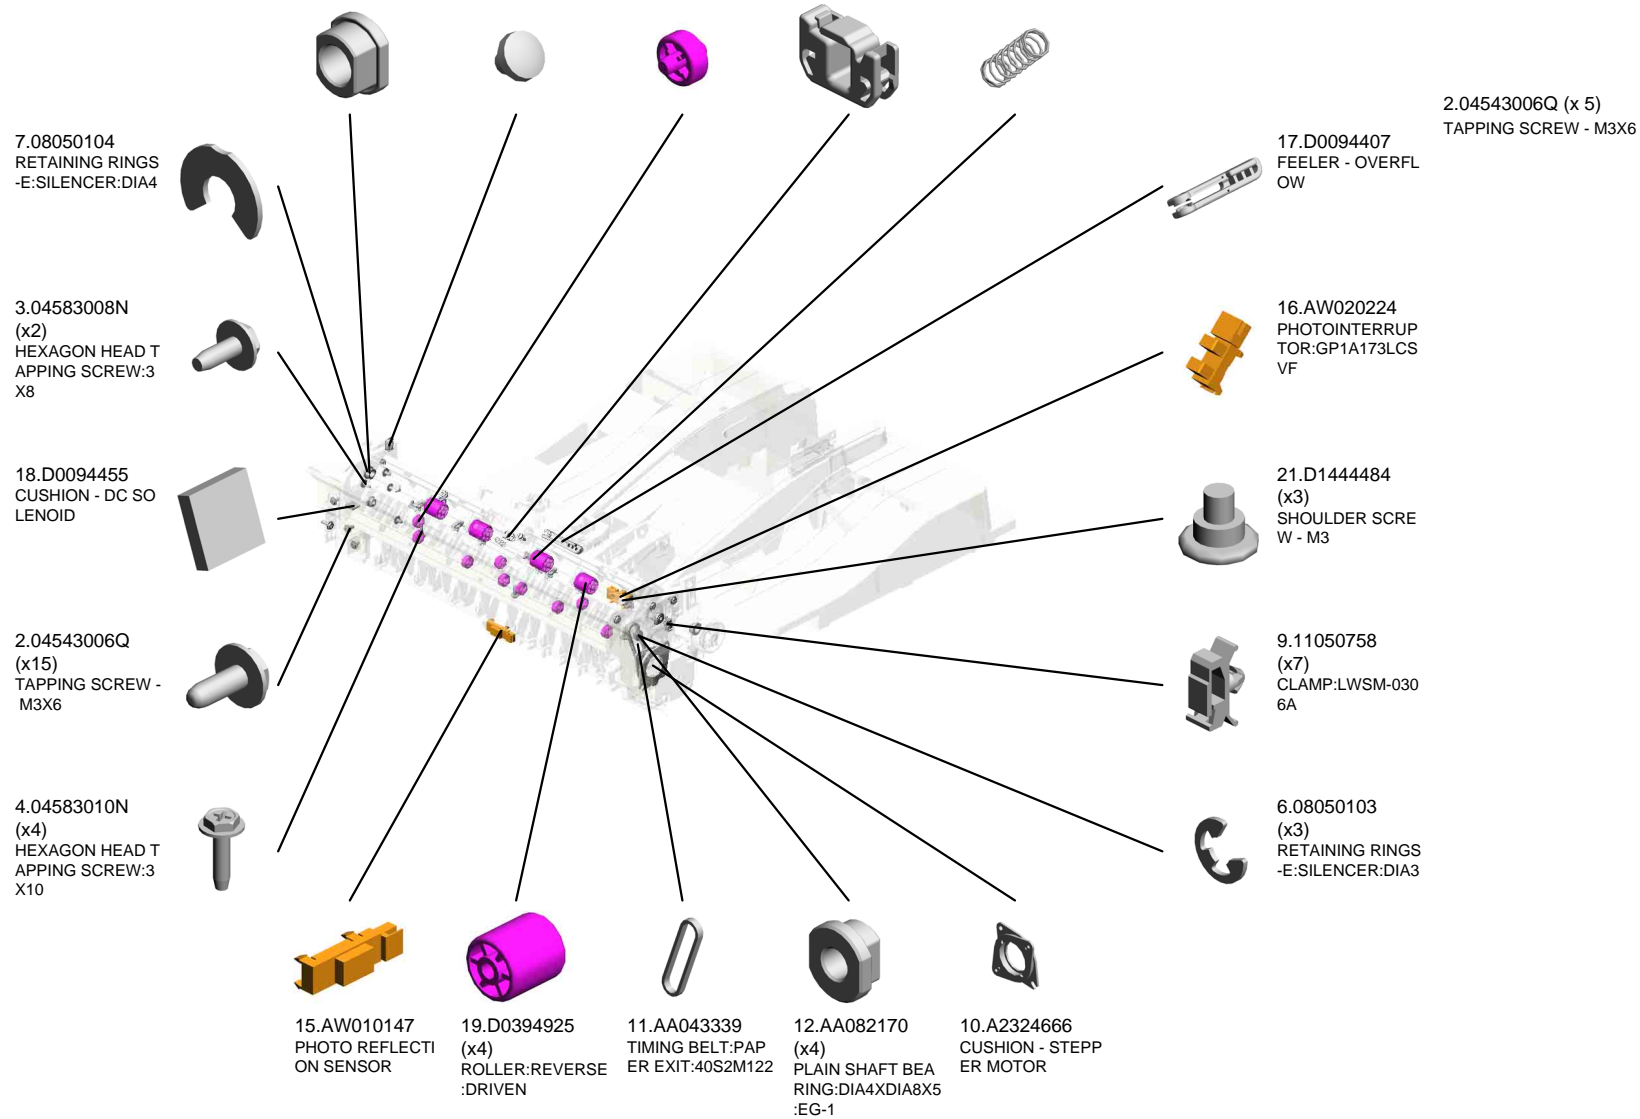 2.04543006Q (x 5)
TAPPING SCREW - M3X6
7.08050104
RETAINING RINGS
-E:SILENCER:DIA4
17.D0094407
FEELER - OVERFL
OW
3.04583008N
(x2)
HEXAGON HEAD T
APPING SCREW:3
X8
16.AW020224
PHOTOINTERRUP
TOR:GP1A173LCS
VF
18.D0094455
CUSHION - DC SO
LENOID
21.D1444484
(x3)
SHOULDER SCRE
W - M3
2.04543006Q
(x15)
TAPPING SCREW -
M3X6
9.11050758
(x7)
CLAMP:LWSM-030
6A
4.04583010N
(x4)
HEXAGON HEAD T
APPING SCREW:3
X10
6.08050103
(x3)
RETAINING RINGS
-E:SILENCER:DIA3
15.AW010147
PHOTO REFLECTI
ON SENSOR
19.D0394925
(x4)
ROLLER:REVERSE
:DRIVEN
11.AA043339
TIMING BELT:PAP
ER EXIT:40S2M122
12.AA082170
(x4)
PLAIN SHAFT BEA
RING:DIA4XDIA8X5
:EG-1
10.A2324666
CUSHION - STEPP
ER MOTOR